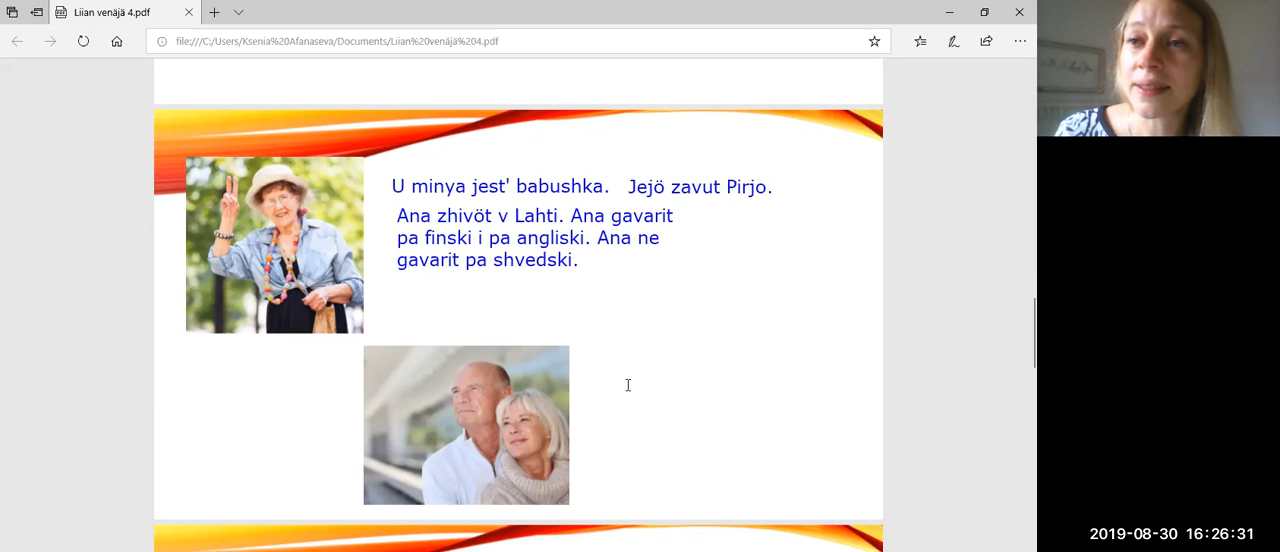 Liian venäjä 4.pdf
file:///C:/Users/Ksenia%20Afanaseva/Documents/Liian%20venäjä%204.pdf
U minya jest' babushka. Jejö zavut Pirjo.
Ana zhivöt v Lahti. Ana gavarit
pa finski i pa angliski. Ana ne
gavarit pa shvedski.
2019-08-30 16:26:31